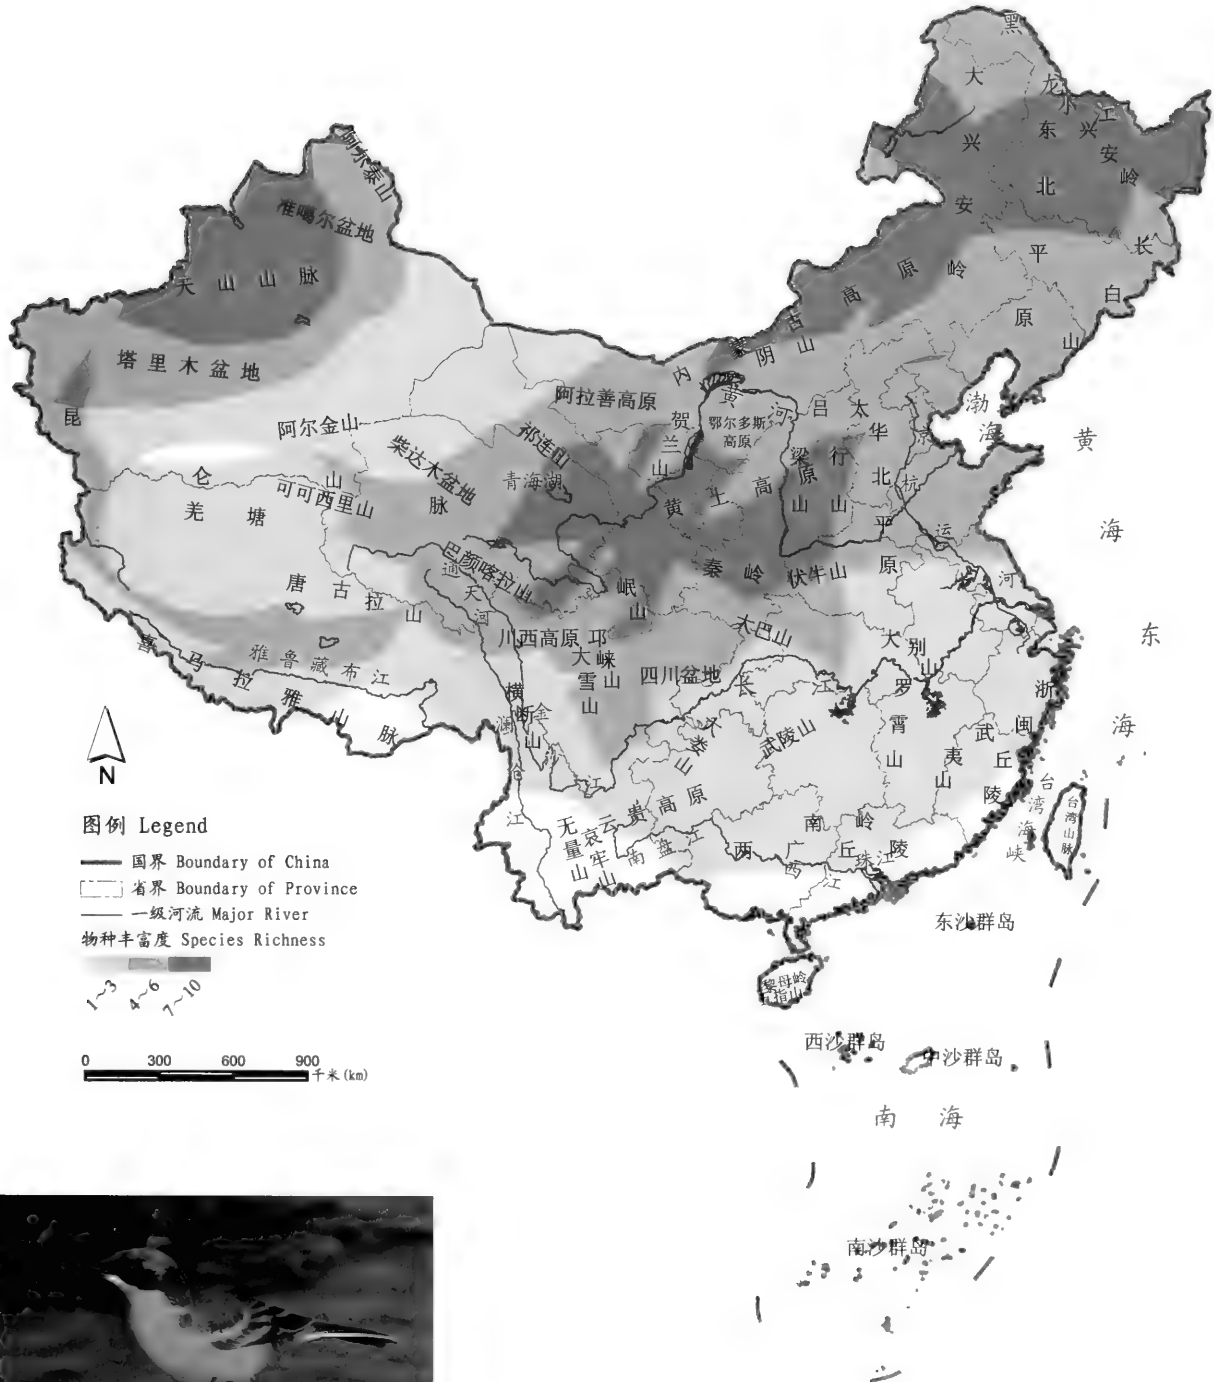 黑
龙
江
大
兴
安
岭
小
兴
安
岭
东
北
平
原
长
白
山
阿尔泰山
准噶尔盆地
天山山脉
塔里木盆地
昆
仑
山
脉
阿尔金山
柴达木盆地
祁连山
青海湖
阿拉善高原
内
蒙
古
高
原
阴山
贺
兰
山
黄
河
鄂尔多斯
高原
吕
梁
山
太
行
山
华
北
平
原
京
杭
运
河
渤
海
黄
海
东
海
羌塘
可可西里山
黄土高
原
唐古拉山
巴颜喀拉山
通
天
河
岷
山
秦岭
伏牛山
大巴山
喜马拉雅山脉
雅鲁藏布江
川西高原
邛
崃
山
大
雪
山
四川盆地
长江
大
别
山
横
断
山
金
沙
江
澜
沧
江
大
娄
山
武陵山
罗
霄
山
武
夷
山
浙
闽
丘
陵
云贵高原
无
量
山
哀
牢
山
南盘江
南岭
两广丘陵
西江
珠江
台
湾
海
峡
台
湾
山
脉
东沙群岛
黎母岭
五指山
西沙群岛
中沙群岛
南海
南沙群岛
N
图例 Legend
国界 Boundary of China
省界 Boundary of Province
一级河流 Major River
物种丰富度 Species Richness
1～3
4～6
7～10
0 300 600 900
千米(km)